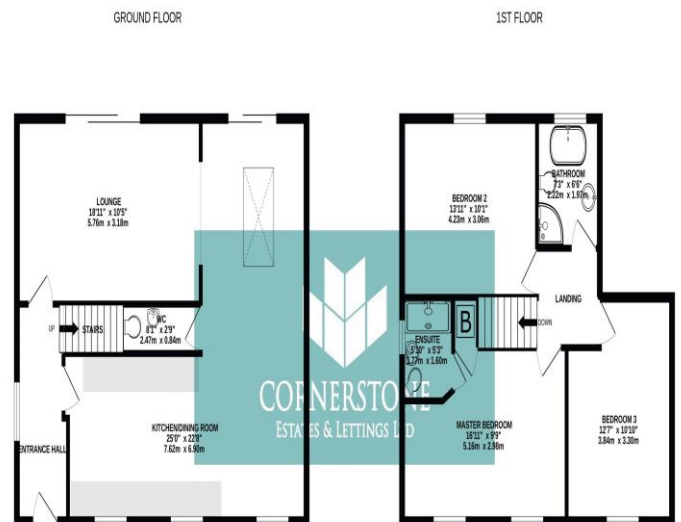 GROUND FLOOR
1ST FLOOR
LOUNGE
18'11" x 10'5"
5.76m x 3.18m
UP
STAIRS
WC
8'1" x 2'9"
2.47m x 0.84m
KITCHEN/DINING ROOM
25'0" x 22'8"
7.62m x 6.90m
ENTRANCE HALL
BEDROOM 2
13'11" x 10'1"
4.23m x 3.06m
BATHROOM
7'3" x 6'6"
2.22m x 1.97m
LANDING
DOWN
B
ENSUITE
5'10" x 5'3"
1.77m x 1.60m
MASTER BEDROOM
16'11" x 9'9"
5.16m x 2.98m
BEDROOM 3
12'7" x 10'10"
3.84m x 3.30m
CORNERSTONE
ESTATES & LETTINGS LTD